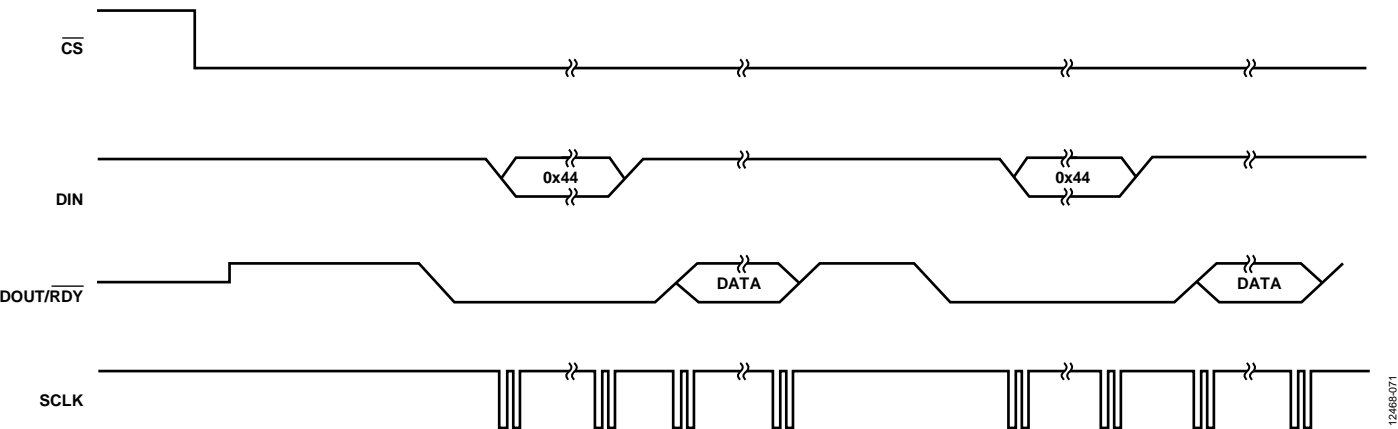 CS
DIN
0x44
0x44
DOUT/RDY
DATA
DATA
SCLK
12468-071